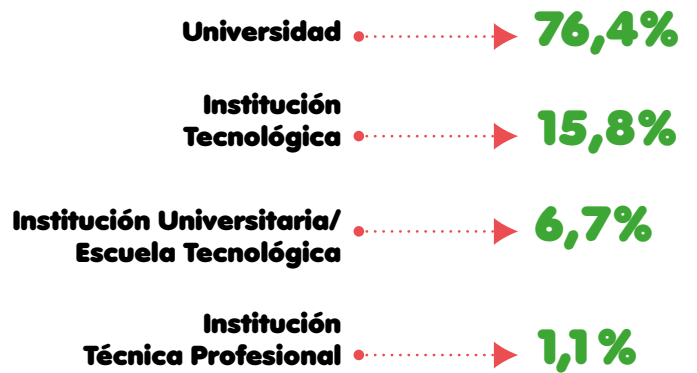 Universidad 76,4%
Institución
Tecnológica 15,8%
Institución Universitaria/
Escuela Tecnológica 6,7%
Institución
Técnica Profesional 1,1%